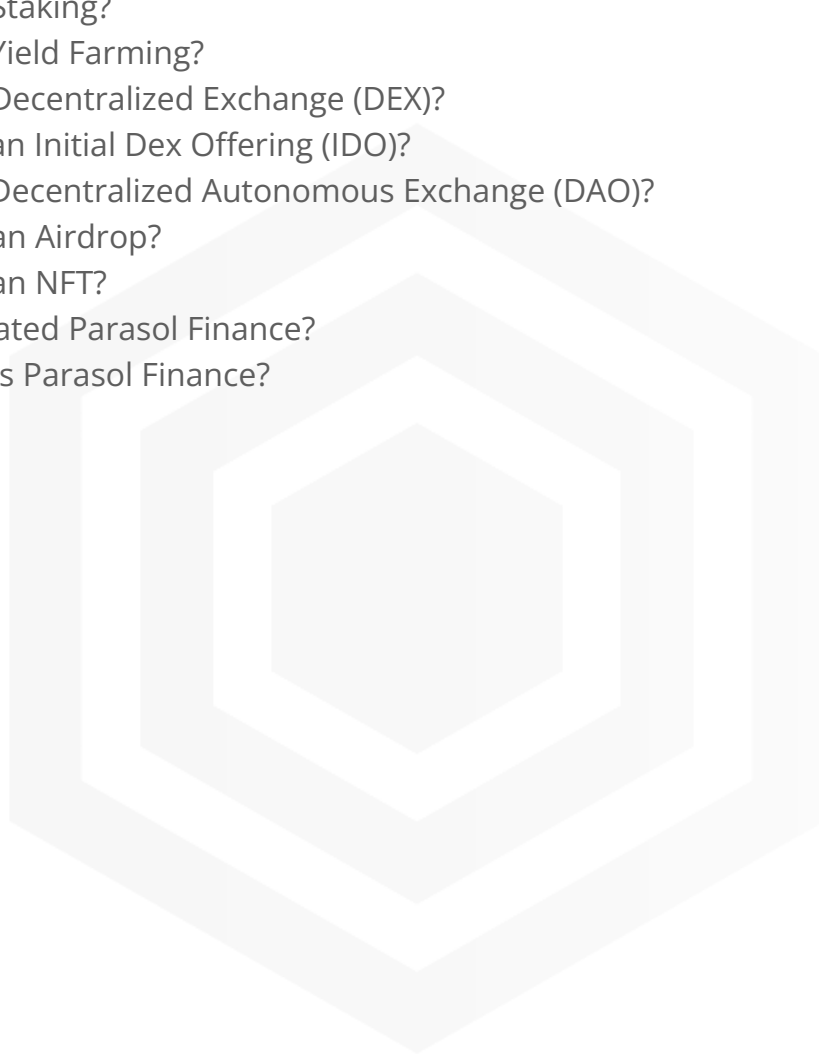 Staking?
Yield Farming?
Decentralized Exchange (DEX)?
an Initial Dex Offering (IDO)?
Decentralized Autonomous Exchange (DAO)?
an Airdrop?
an NFT?
ated Parasol Finance?
s Parasol Finance?